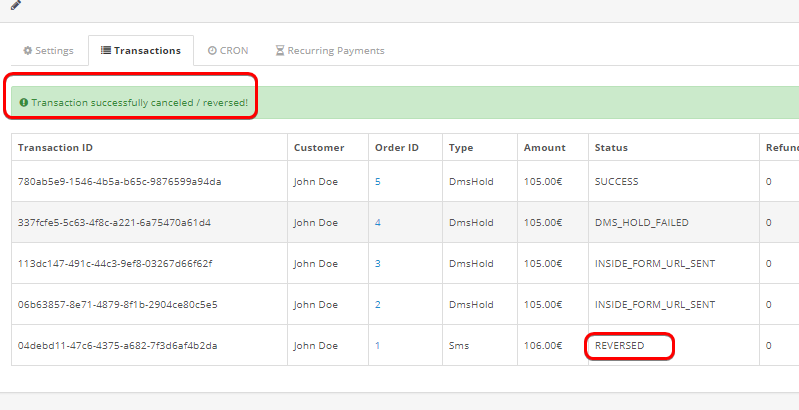 Settings Transactions CRON Recurring Payments
Transaction successfully canceled / reversed!
Transaction ID Customer Order ID Type Amount Status Refun
780ab5e9-1546-4b5a-b65c-9876599a94da John Doe 5 DmsHold 105.00€ SUCCESS 0
337fcfe5-5c63-4f8c-a221-6a75470a61d4 John Doe 4 DmsHold 105.00€ DMS_HOLD_FAILED 0
113dc147-491c-44c3-9ef8-03267d66f62f John Doe 3 DmsHold 105.00€ INSIDE_FORM_URL_SENT 0
06b63857-8e71-4879-8f1b-2904ce80c5e5 John Doe 2 DmsHold 105.00€ INSIDE_FORM_URL_SENT 0
04debd11-47c6-4375-a682-7f3d6af4b2da John Doe 1 Sms 106.00€ REVERSED 0